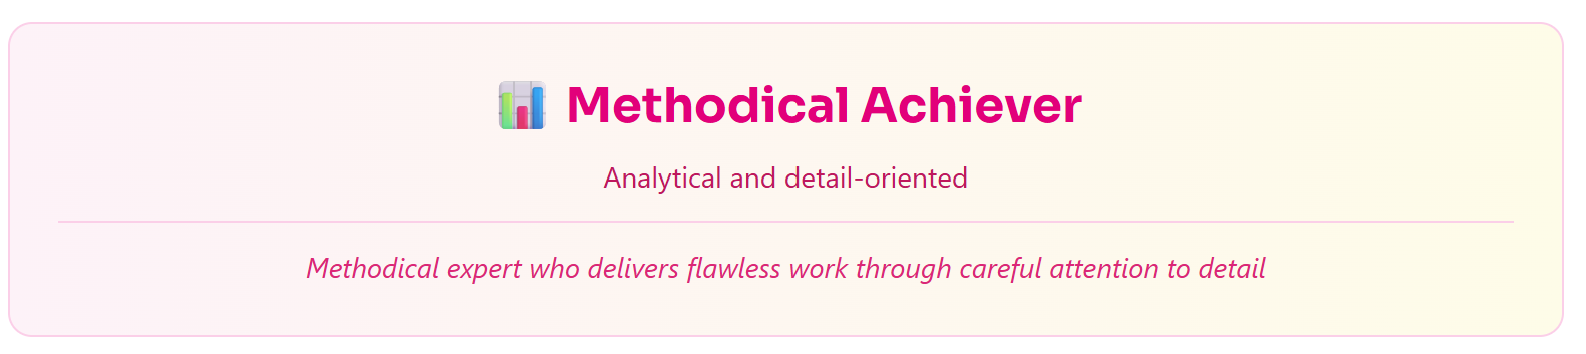 Methodical Achiever
Analytical and detail-oriented
Methodical expert who delivers flawless work through careful attention to detail